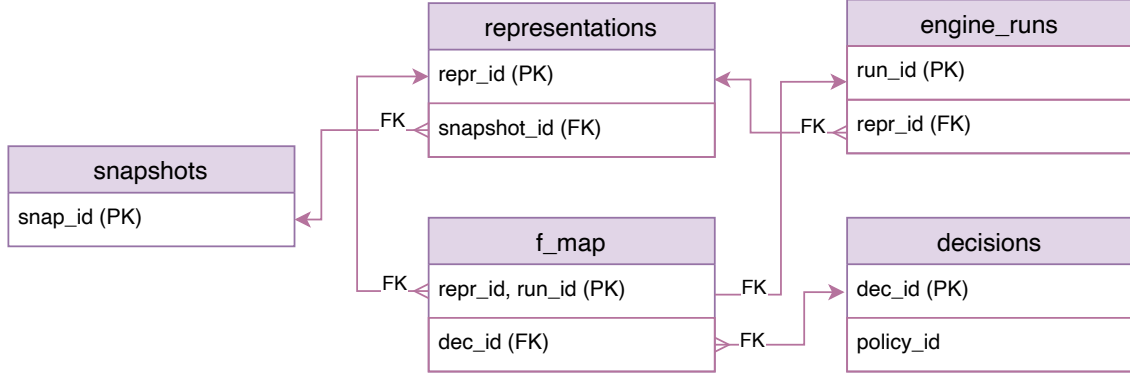 representations
repr_id (PK)
snapshot_id (FK)
engine_runs
run_id (PK)
repr_id (FK)
FK
FK
snapshots
snap_id (PK)
f_map
repr_id, run_id (PK)
dec_id (FK)
decisions
dec_id (PK)
policy_id
FK
FK
FK